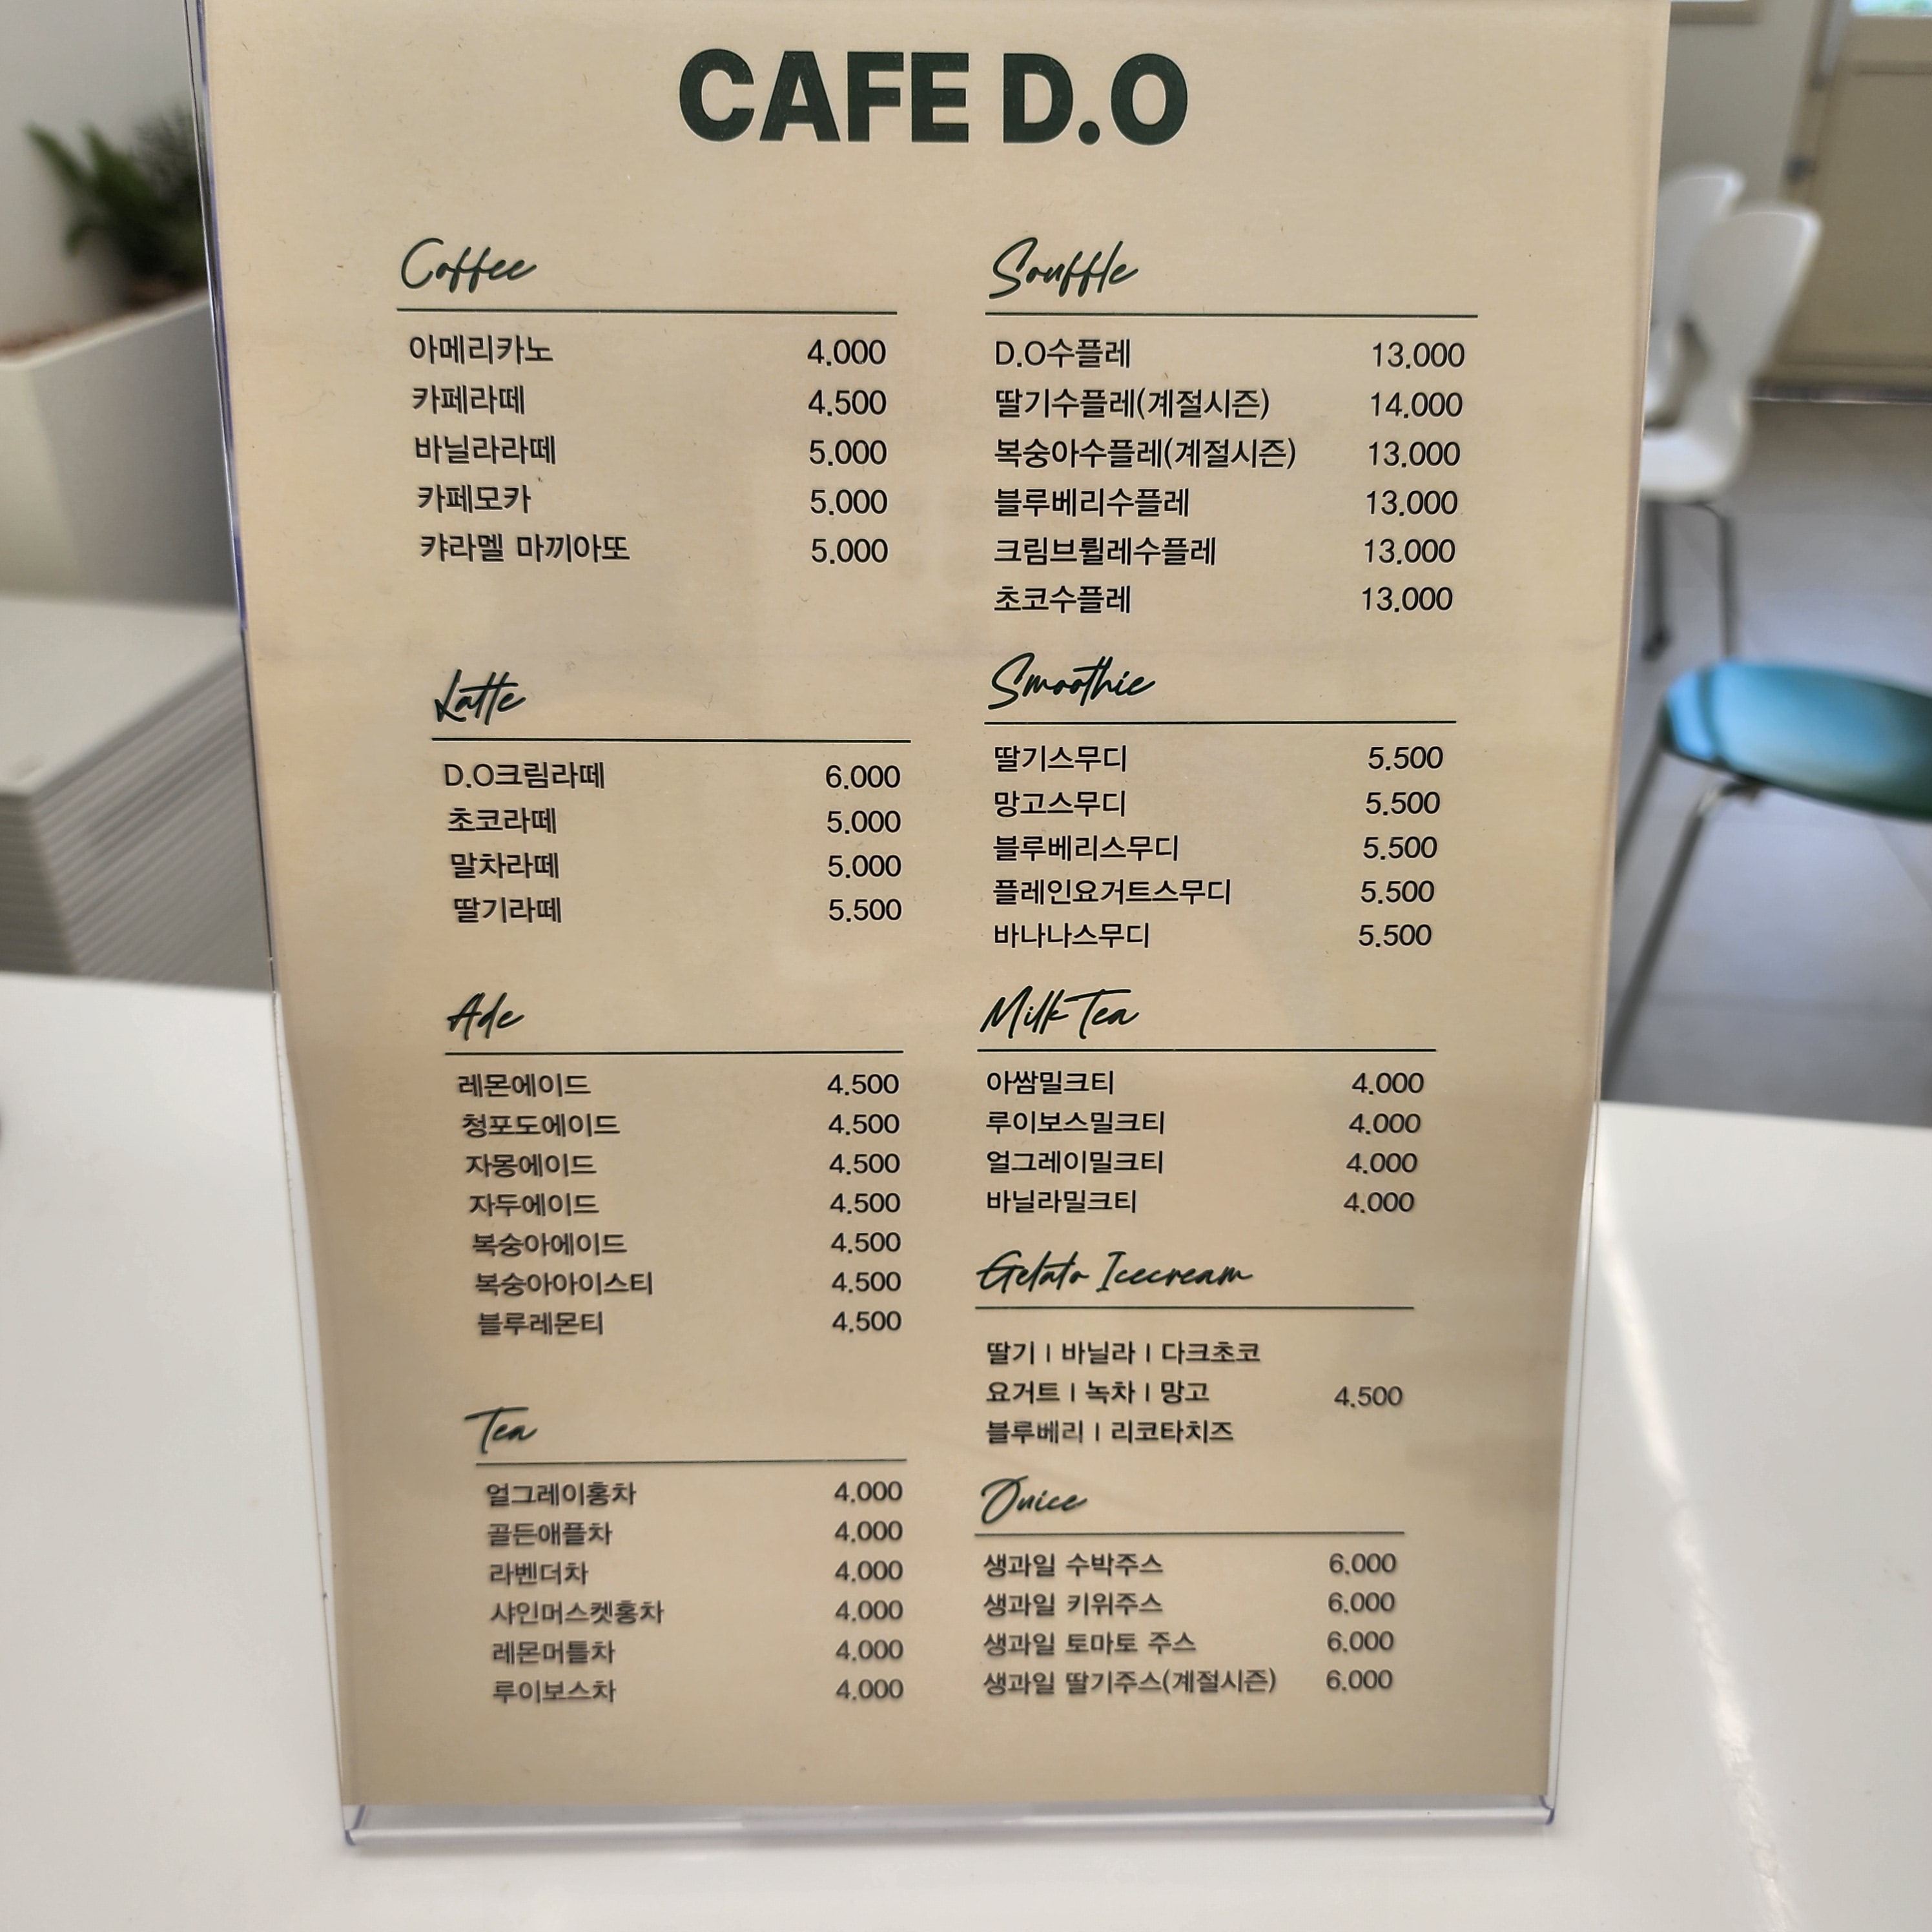 CAFE D.O
Coffee
아메리카노 4.000
카페라떼 4.500
바닐라라떼 5.000
카페모카 5.000
캬라멜 마끼아또 5.000
Latte
D.O크림라떼 6.000
초코라떼 5.000
말차라떼 5.000
딸기라떼 5.500
Ade
레몬에이드 4.500
청포도에이드 4.500
자몽에이드 4.500
자두에이드 4.500
복숭아에이드 4.500
복숭아아이스티 4.500
블루레몬티 4.500
Tea
얼그레이홍차 4.000
골든애플차 4.000
라벤더차 4.000
샤인머스켓홍차 4.000
레몬머틀차 4.000
루이보스차 4.000
Souffle
D.O수플레 13.000
딸기수플레(계절시즌) 14.000
복숭아수플레(계절시즌) 13.000
블루베리수플레 13.000
크림브륄레수플레 13.000
초코수플레 13.000
Smoothie
딸기스무디 5.500
망고스무디 5.500
블루베리스무디 5.500
플레인요거트스무디 5.500
바나나스무디 5.500
Milk Tea
아쌈밀크티 4.000
루이보스밀크티 4.000
얼그레이밀크티 4.000
바닐라밀크티 4.000
Gelato Icecream
딸기 | 바닐라 | 다크초코
요거트 | 녹차 | 망고 4.500
블루베리 | 리코타치즈
Juice
생과일 수박주스 6.000
생과일 키위주스 6.000
생과일 토마토 주스 6.000
생과일 딸기주스(계절시즌) 6.000